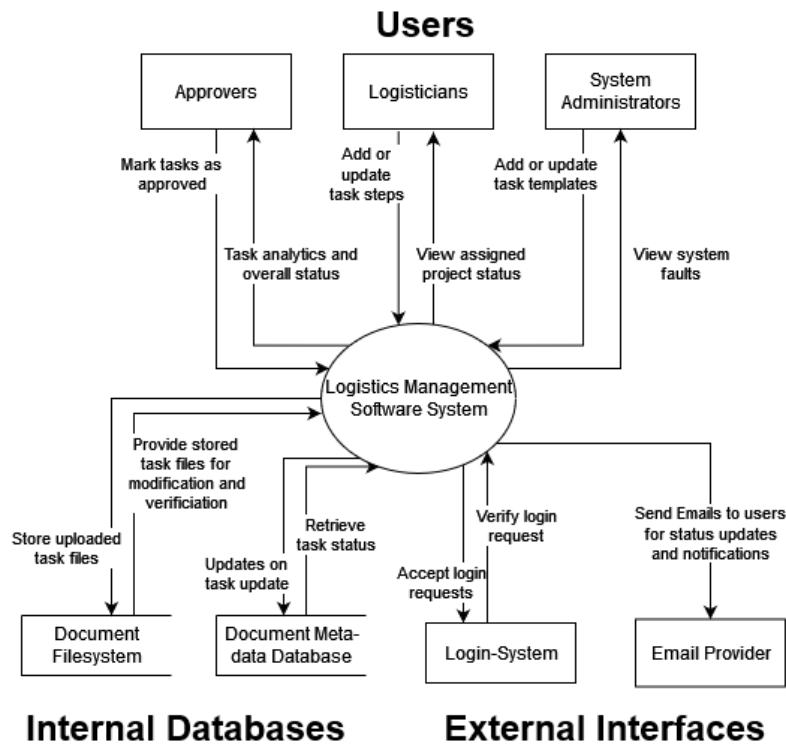 Users
Approvers
Logisticians
System
Administrators
Mark tasks as
approved
Add or
update
task steps
Add or update
task templates
Task analytics and
overall status
View assigned
project status
View system
faults
Logistics Management
Software System
Provide stored
task files for
modification and
verificiation
Store uploaded
task files
Retrieve
task status
Updates on
task update
Verify login
request
Accept login
requests
Send Emails to users
for status updates
and notifications
Document
Filesystem
Document Meta-
data Database
Login-System
Email Provider
Internal Databases
External Interfaces